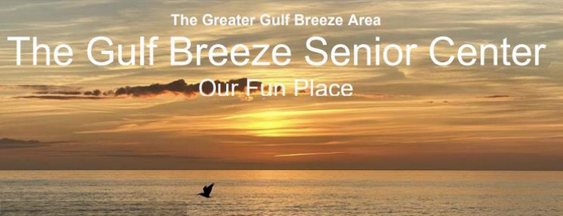 The Greater Gulf Breeze Area
The Gulf Breeze Senior Center
Our Fun Place